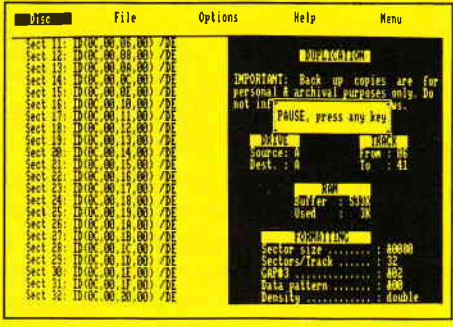 Disc File Options Help Menu
Sect 11: ID(0C,00,06,00) /DE
Sect 12: ID(0C,00,08,00) /DE
Sect 13: ID(0C,00,0A,00) /DE
Sect 14: ID(0C,00,0C,00) /DE
Sect 15: ID(0C,00,0E,00) /DE
Sect 16: ID(0C,00,10,00) /DE
Sect 17: ID(0C,00,11,00) /DE
Sect 18: ID(0C,00,12,00) /DE
Sect 19: ID(0C,00,13,00) /DE
Sect 20: ID(0C,00,14,00) /DE
Sect 21: ID(0C,00,15,00) /DE
Sect 22: ID(0C,00,16,00) /DE
Sect 23: ID(0C,00,17,00) /DE
Sect 24: ID(0C,00,18,00) /DE
Sect 25: ID(0C,00,19,00) /DE
Sect 26: ID(0C,00,1A,00) /DE
Sect 27: ID(0C,00,1B,00) /DE
Sect 28: ID(0C,00,1C,00) /DE
Sect 29: ID(0C,00,1D,00) /DE
Sect 30: ID(0C,00,1E,00) /DE
Sect 31: ID(0C,00,1F,00) /DE
Sect 32: ID(0C,00,20,00) /DE
DUPLICATION
IMPORTANT: Back up copies are for
personal & archival purposes only. Do
not
PAUSE, press any key
DRIVE TRACK
Source: A From : 06
Dest. : A To : 41
RAM
Buffer : 533K
Used : 3K
FORMATTING
Sector size ........ : &0080
Sectors/Track ...... : 32
GAP#3 .............. : &02
Data pattern ....... : &00
Density ........ : double